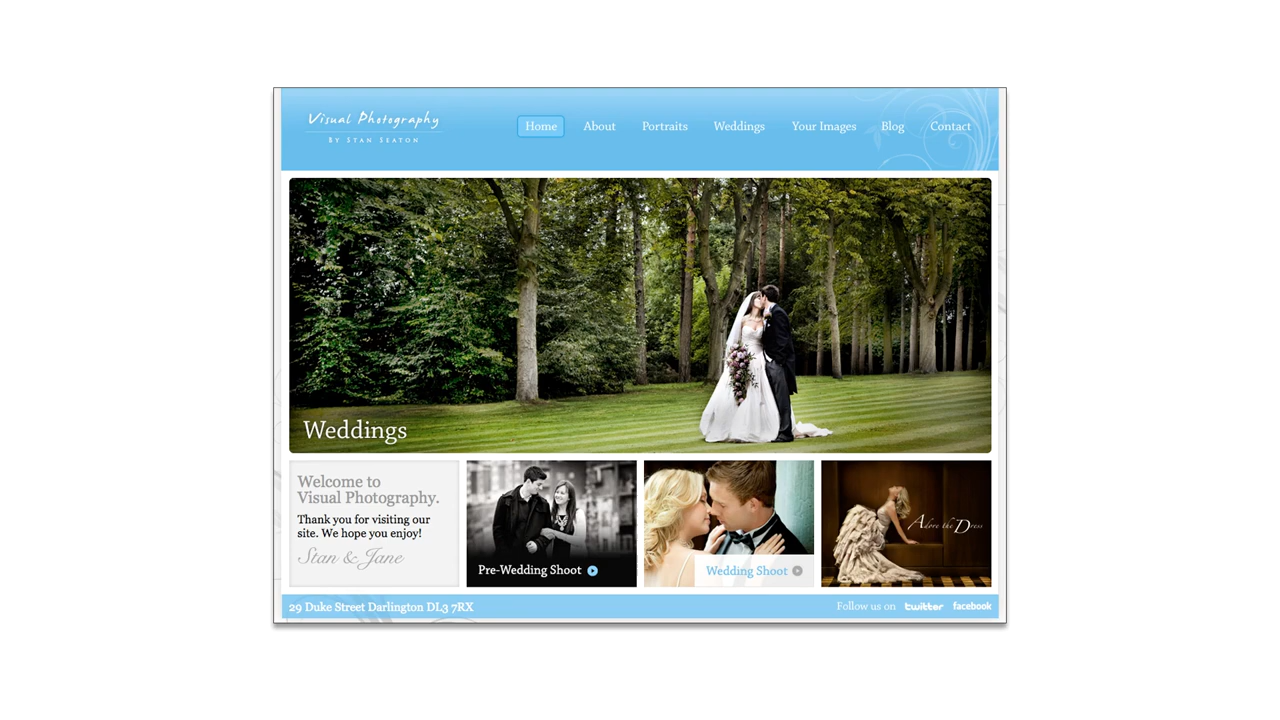 Visual Photography
BY STAN SEATON
Home About Portraits Weddings Your Images Blog Contact
Weddings
Welcome to
Visual Photography.
Thank you for visiting our
site. We hope you enjoy!
Stan & Jane
Pre-Wedding Shoot
Wedding Shoot
Adore the Dress
29 Duke Street Darlington DL3 7RX
Follow us on twitter facebook